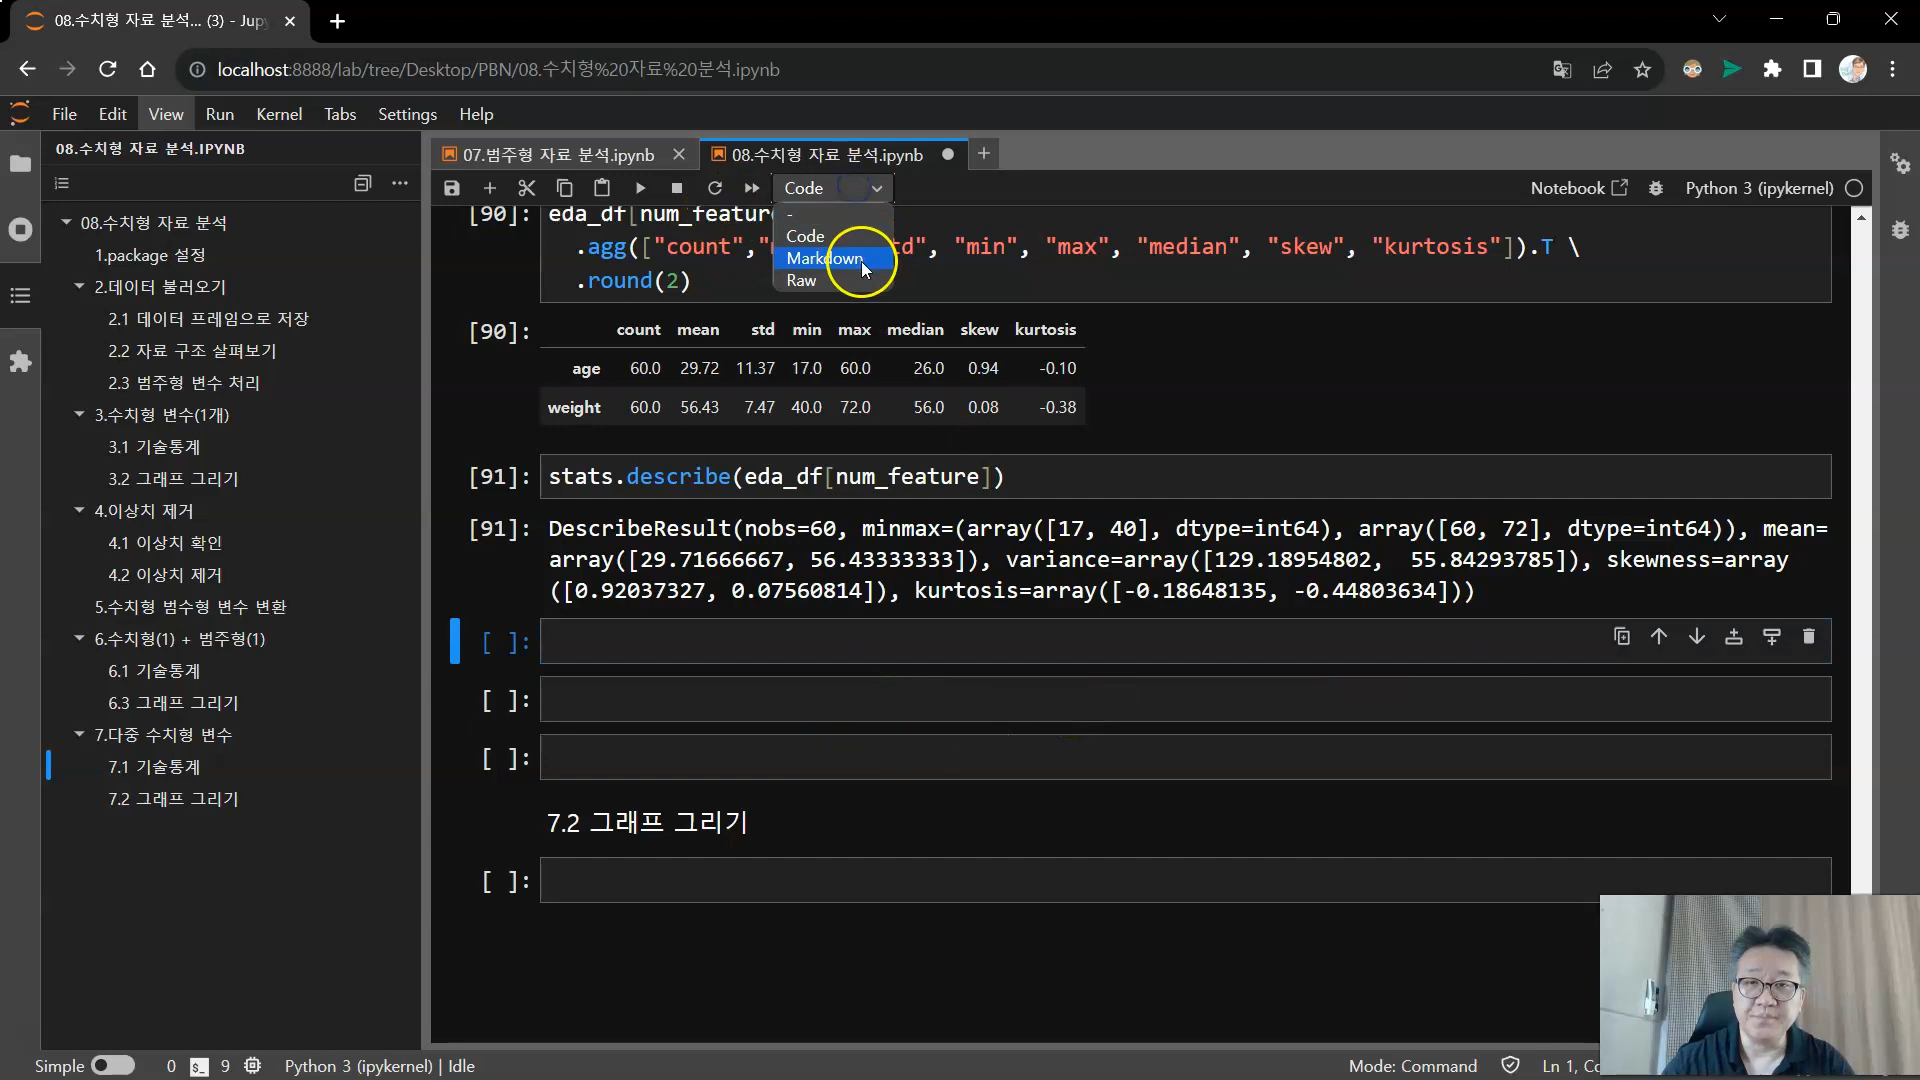 08.수치형 자료 분석... (3) - Jup
localhost:8888/lab/tree/Desktop/PBN/08.수치형%20자료%20분석.ipynb
File Edit View Run Kernel Tabs Settings Help
08.수치형 자료 분석.IPYNB
08.수치형 자료 분석
1.package 설정
2.데이터 불러오기
2.1 데이터 프레임으로 저장
2.2 자료 구조 살펴보기
2.3 범주형 변수 처리
3.수치형 변수(1개)
3.1 기술통계
3.2 그래프 그리기
4.이상치 제거
4.1 이상치 확인
4.2 이상치 제거
5.수치형 범수형 변수 변환
6.수치형(1) + 범주형(1)
6.1 기술통계
6.3 그래프 그리기
7.다중 수치형 변수
7.1 기술통계
7.2 그래프 그리기
07.범주형 자료 분석.ipynb
08.수치형 자료 분석.ipynb
Code
Notebook
Python 3 (ipykernel)
-
Code
Markdown
Raw
[90]: eda_df[num_feature
.agg(["count", td", "min", "max", "median", "skew", "kurtosis"]).T \
.round(2)
[90]: count mean std min max median skew kurtosis
age 60.0 29.72 11.37 17.0 60.0 26.0 0.94 -0.10
weight 60.0 56.43 7.47 40.0 72.0 56.0 0.08 -0.38
[91]: stats.describe(eda_df[num_feature])
[91]: DescribeResult(nobs=60, minmax=(array([17, 40], dtype=int64), array([60, 72], dtype=int64)), mean=
array([29.71666667, 56.43333333]), variance=array([129.18954802, 55.84293785]), skewness=array
([0.92037327, 0.07560814]), kurtosis=array([-0.18648135, -0.44803634]))
[ ]:
[ ]:
[ ]:
7.2 그래프 그리기
[ ]:
Simple 0 $_ 9 Python 3 (ipykernel) | Idle
Mode: Command Ln 1,